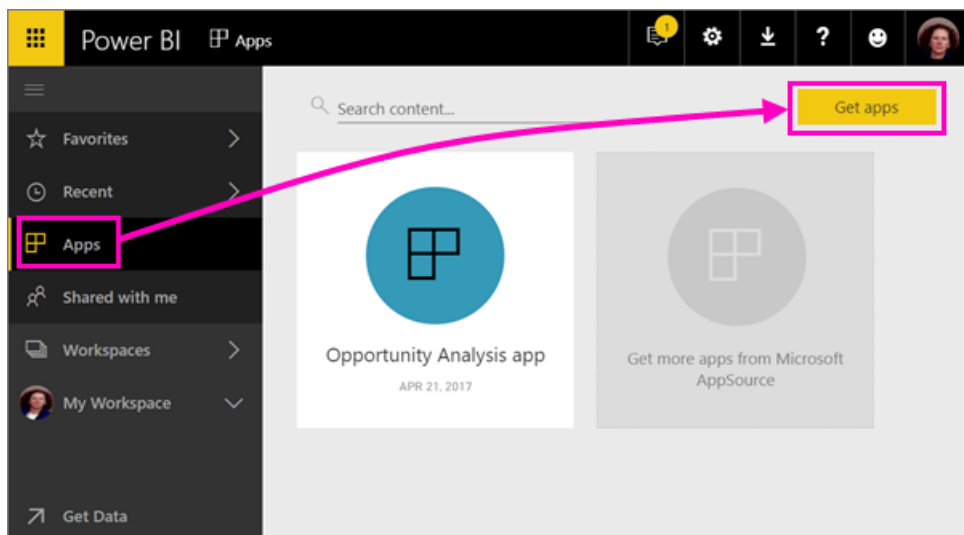 Power BI
Apps
1
?
Search content...
Get apps
Favorites
Recent
Apps
Shared with me
Workspaces
My Workspace
Get Data
Opportunity Analysis app
APR 21, 2017
Get more apps from Microsoft
AppSource